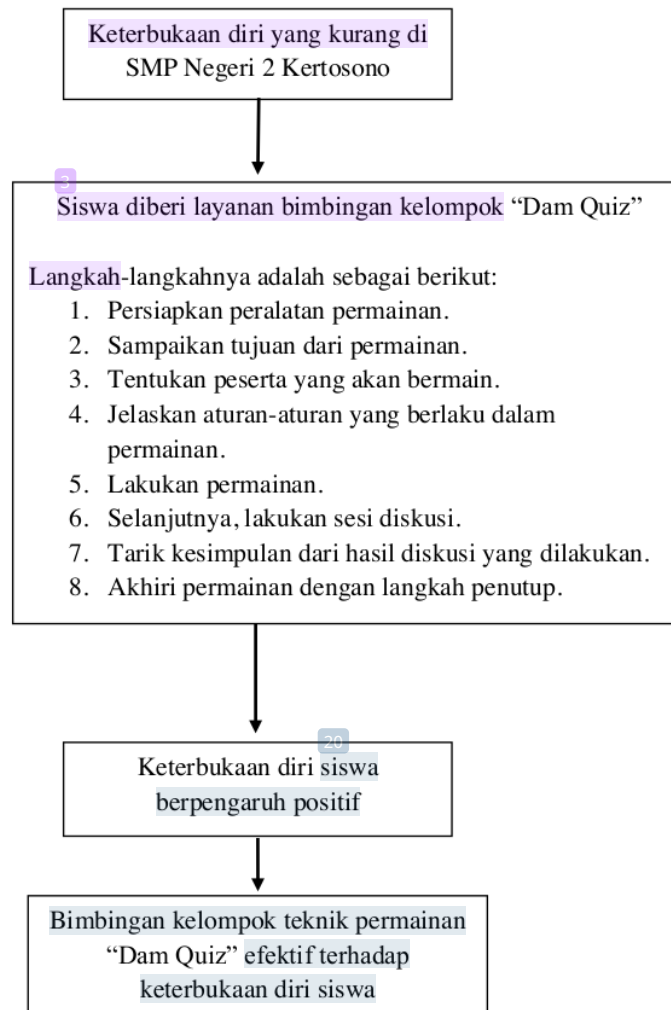 Keterbukaan diri yang kurang di
SMP Negeri 2 Kertosono
3
Siswa diberi layanan bimbingan kelompok “Dam Quiz”
Langkah-langkahnya adalah sebagai berikut:
1. Persiapkan peralatan permainan.
2. Sampaikan tujuan dari permainan.
3. Tentukan peserta yang akan bermain.
4. Jelaskan aturan-aturan yang berlaku dalam
permainan.
5. Lakukan permainan.
6. Selanjutnya, lakukan sesi diskusi.
7. Tarik kesimpulan dari hasil diskusi yang dilakukan.
8. Akhiri permainan dengan langkah penutup.
20
Keterbukaan diri siswa
berpengaruh positif
Bimbingan kelompok teknik permainan
“Dam Quiz” efektif terhadap
keterbukaan diri siswa